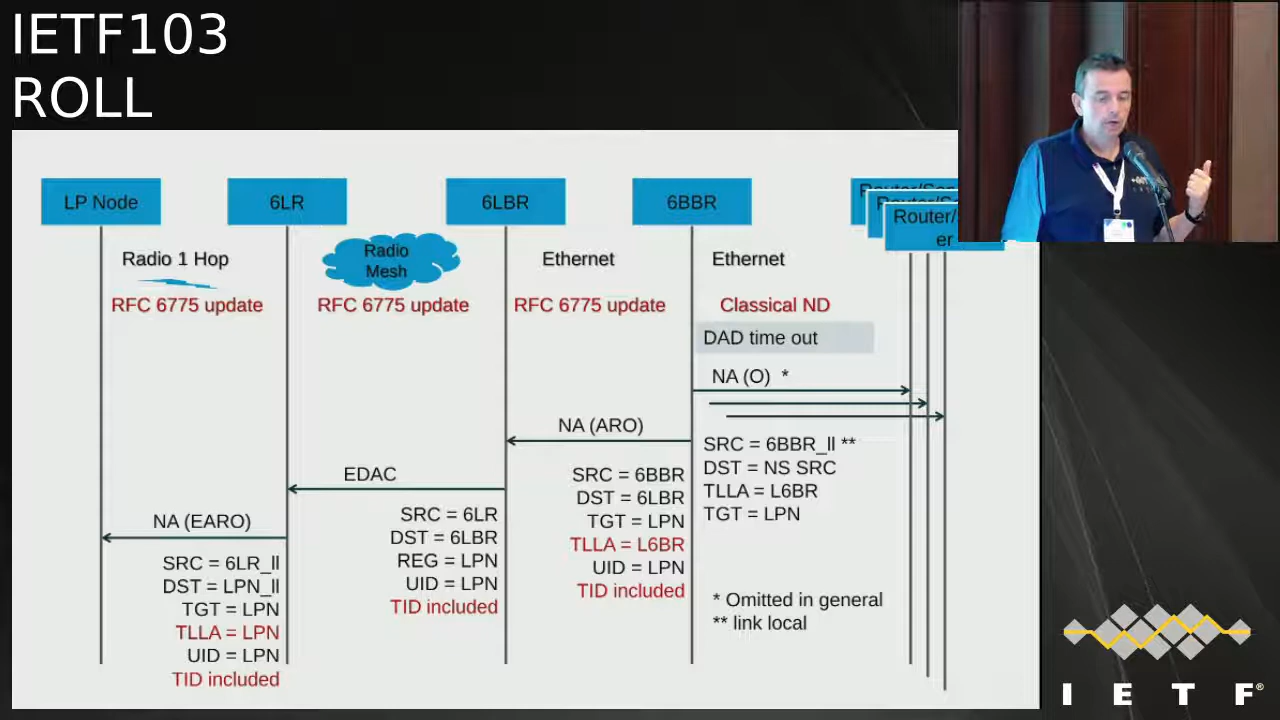 IETF103
ROLL
LP Node
6LR
6LBR
6BBR
Router/
er
Radio 1 Hop
Radio
Mesh
Ethernet
Ethernet
RFC 6775 update
RFC 6775 update
RFC 6775 update
Classical ND
DAD time out
NA (O) *
NA (ARO)
SRC = 6BBR_ll **
DST = NS SRC
TLLA = L6BR
TGT = LPN
EDAC
SRC = 6BBR
DST = 6LBR
TGT = LPN
TLLA = L6BR
UID = LPN
TID included
NA (EARO)
SRC = 6LR
DST = 6LBR
REG = LPN
UID = LPN
TID included
SRC = 6LR_ll
DST = LPN_ll
TGT = LPN
TLLA = LPN
UID = LPN
TID included
* Omitted in general
** link local
I E T F®